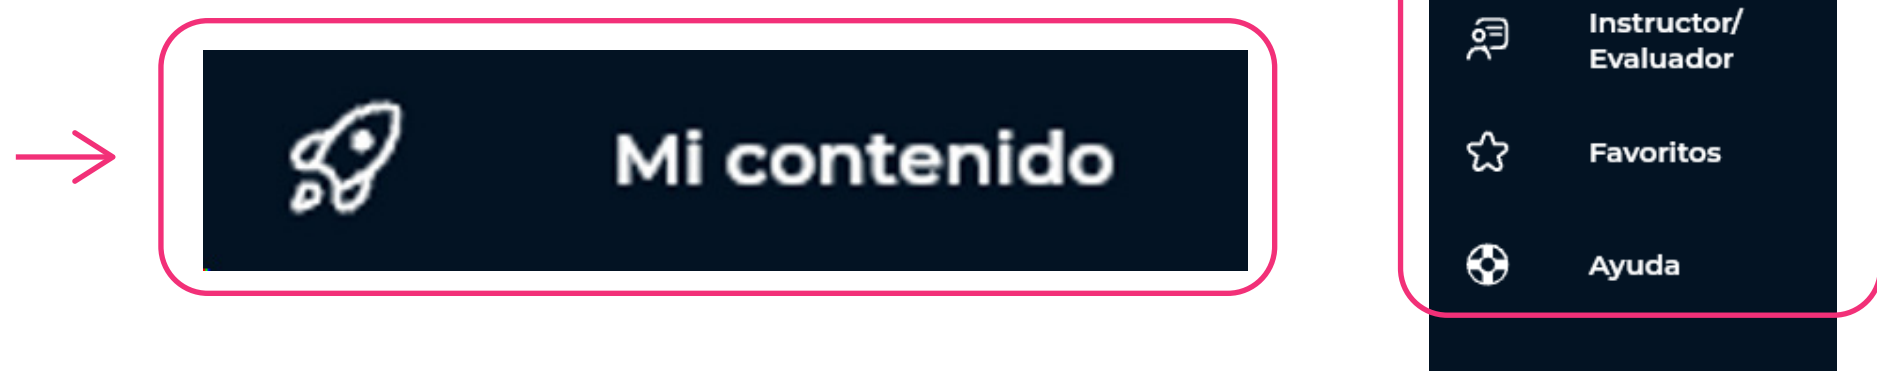 Mi contenido
Instructor/
Evaluador
Favoritos
Ayuda